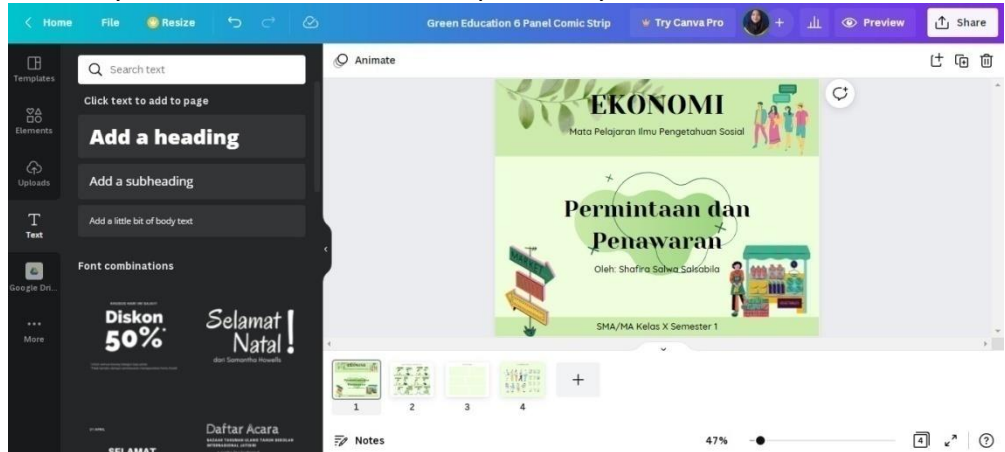 Home File Resize Green Education 6 Panel Comic Strip Try Canva Pro + Preview Share
Templates
Elements
Uploads
Text
Google Dri...
More
Search text
Click text to add to page
Add a heading
Add a subheading
Add a little bit of body text
Font combinations
Diskon
50%
Selamat
Natal!
dari Samantha Howells
SELAMAT
Daftar Acara
Animate
EKONOMI
Mata Pelajaran Ilmu Pengetahuan Sosial
Permintaan dan
Penawaran
Oleh: Shafira Salwa Salsabila
MARKET
SMA/MA Kelas X Semester 1
1 2 3 4
Notes 47% 4